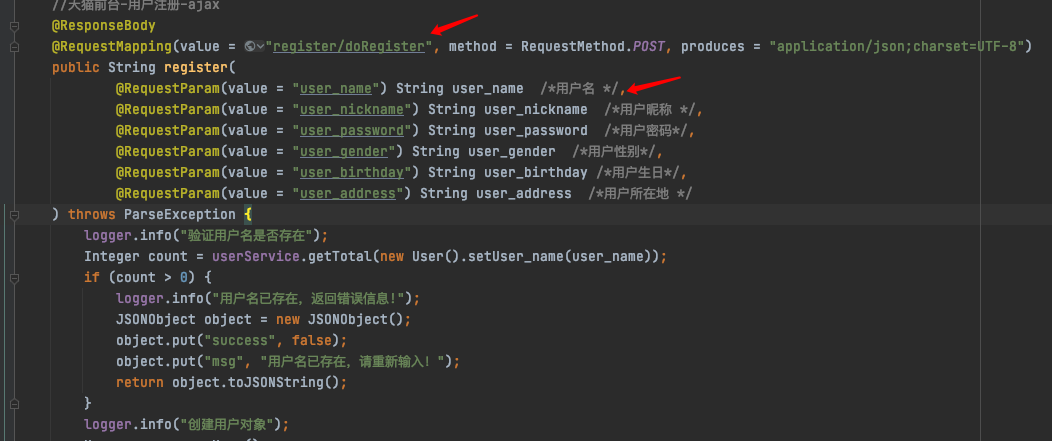 //天猫前台-用户注册-ajax
@ResponseBody
@RequestMapping(value = "register/doRegister", method = RequestMethod.POST, produces = "application/json;charset=UTF-8")
public String register(
@RequestParam(value = "user_name") String user_name  /*用户名 */,
@RequestParam(value = "user_nickname") String user_nickname  /*用户昵称 */,
@RequestParam(value = "user_password") String user_password  /*用户密码*/,
@RequestParam(value = "user_gender") String user_gender  /*用户性别*/,
@RequestParam(value = "user_birthday") String user_birthday /*用户生日*/,
@RequestParam(value = "user_address") String user_address  /*用户所在地 */
) throws ParseException {
logger.info("验证用户名是否存在");
Integer count = userService.getTotal(new User().setUser_name(user_name));
if (count > 0) {
logger.info("用户名已存在，返回错误信息!");
JSONObject object = new JSONObject();
object.put("success", false);
object.put("msg", "用户名已存在，请重新输入！");
return object.toJSONString();
}
logger.info("创建用户对象");